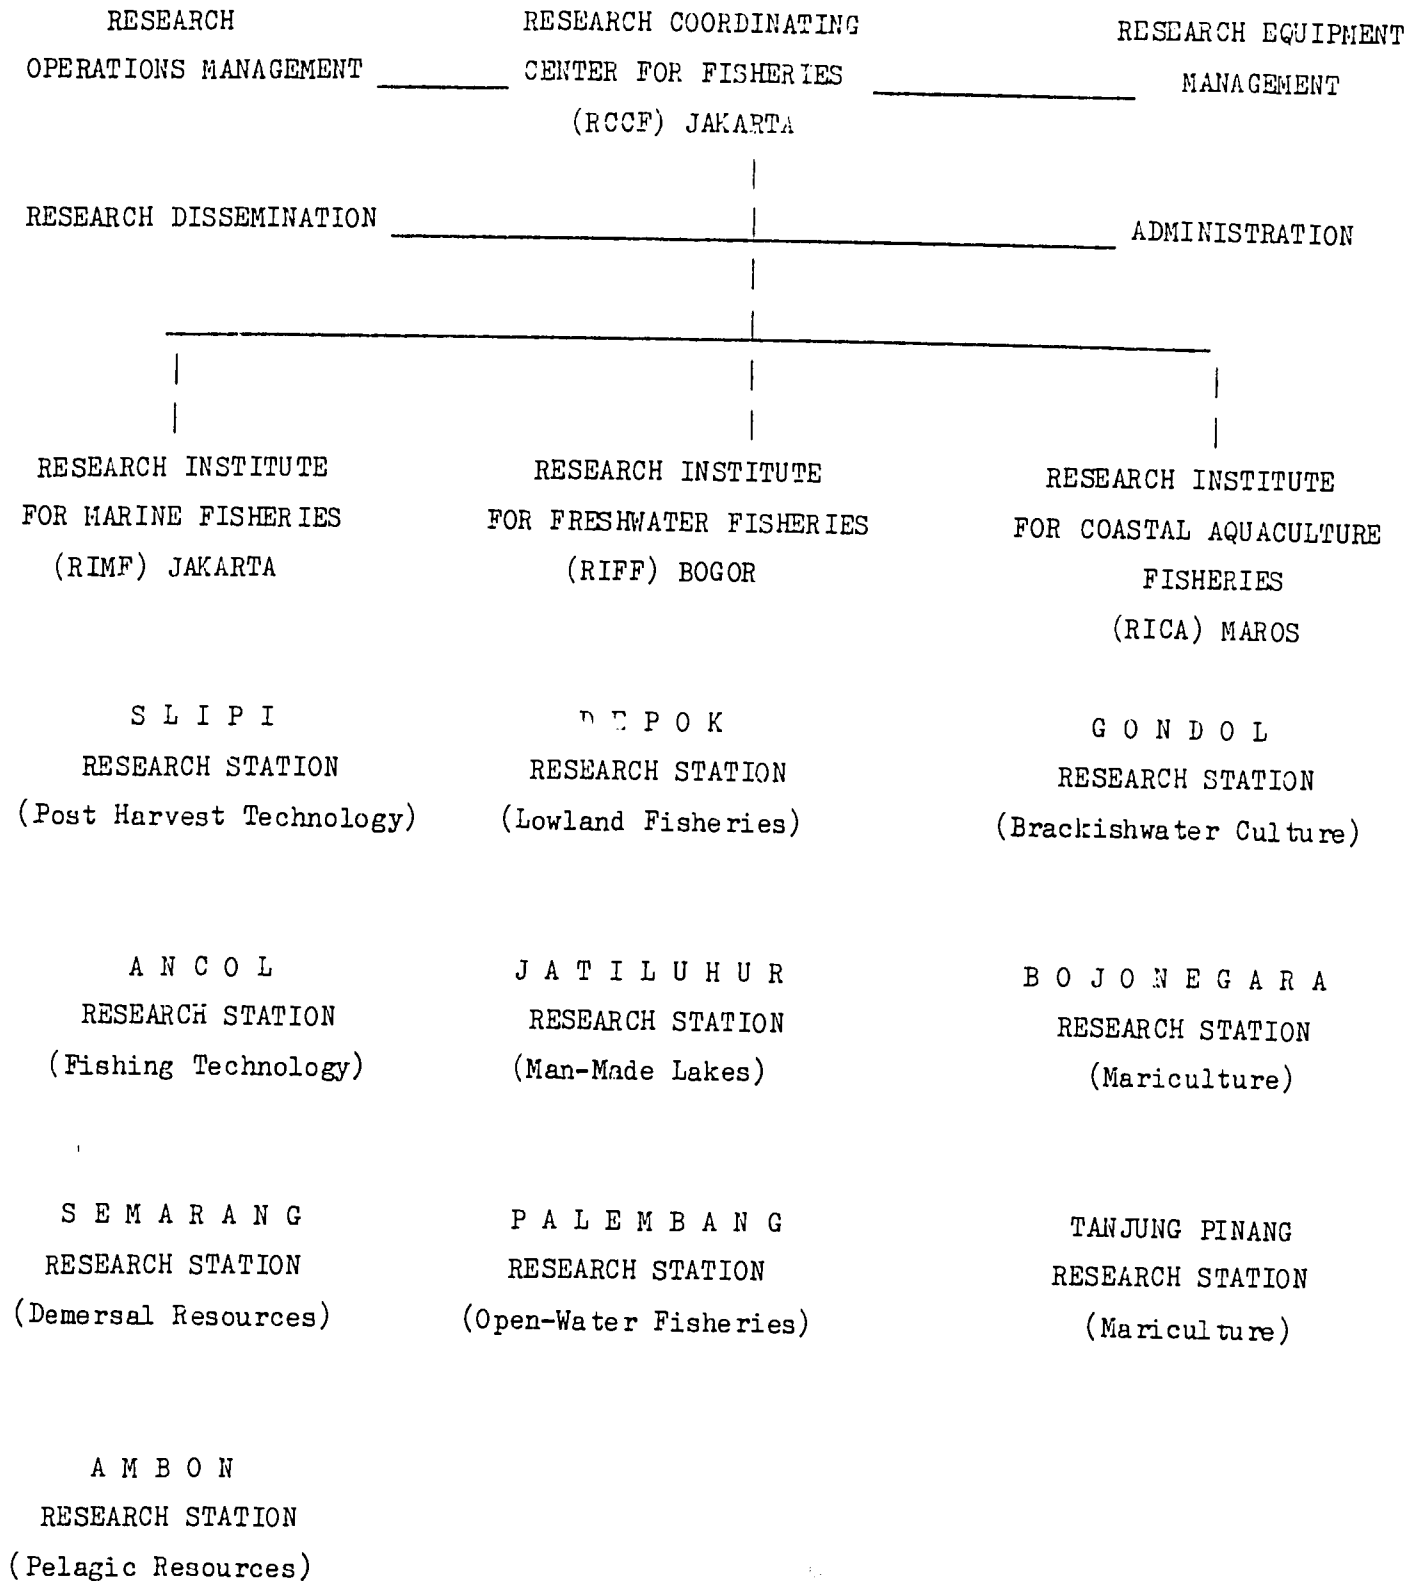 RESEARCH
OPERATIONS MANAGEMENT
RESEARCH COORDINATING
CENTER FOR FISHERIES
(RCCF) JAKARTA
RESEARCH EQUIPMENT
MANAGEMENT
RESEARCH DISSEMINATION
ADMINISTRATION
RESEARCH INSTITUTE
FOR MARINE FISHERIES
(RIMF) JAKARTA
RESEARCH INSTITUTE
FOR FRESHWATER FISHERIES
(RIFF) BOGOR
RESEARCH INSTITUTE
FOR COASTAL AQUACULTURE
FISHERIES
(RICA) MAROS
S L I P I
RESEARCH STATION
(Post Harvest Technology)
D E P O K
RESEARCH STATION
(Lowland Fisheries)
G O N D O L
RESEARCH STATION
(Brackishwater Culture)
A N C O L
RESEARCH STATION
(Fishing Technology)
J A T I L U H U R
RESEARCH STATION
(Man-Made Lakes)
B O J O N E G A R A
RESEARCH STATION
(Mariculture)
S E M A R A N G
RESEARCH STATION
(Demersal Resources)
P A L E M B A N G
RESEARCH STATION
(Open-Water Fisheries)
TANJUNG PINANG
RESEARCH STATION
(Mariculture)
A M B O N
RESEARCH STATION
(Pelagic Resources)